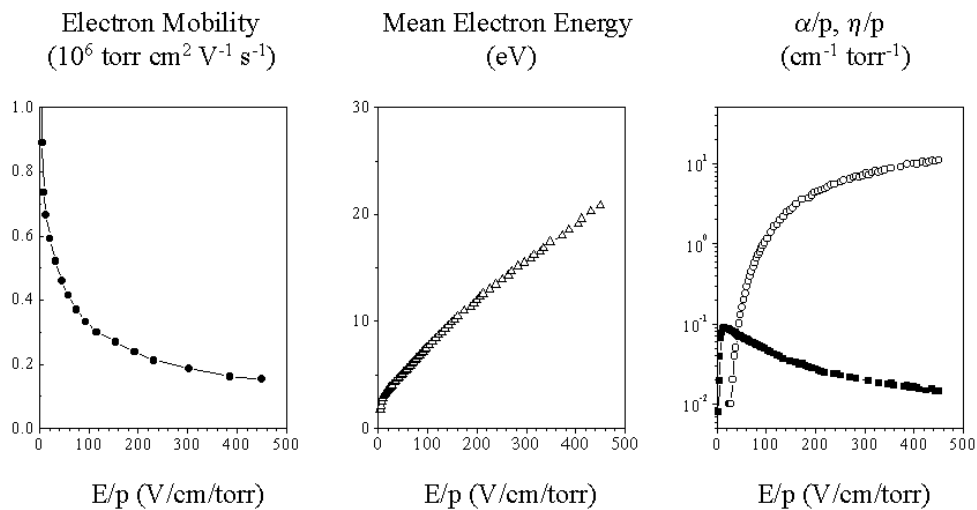 Electron Mobility
(10⁶ torr cm² V⁻¹ s⁻¹)
1.0
0.8
0.6
0.4
0.2
0.0
0 100 200 300 400 500
E/p (V/cm/torr)
Mean Electron Energy
(eV)
30
20
10
0
0 100 200 300 400 500
E/p (V/cm/torr)
α/p, η/p
(cm⁻¹ torr⁻¹)
10¹
10⁰
10⁻¹
10⁻²
0 100 200 300 400 500
E/p (V/cm/torr)